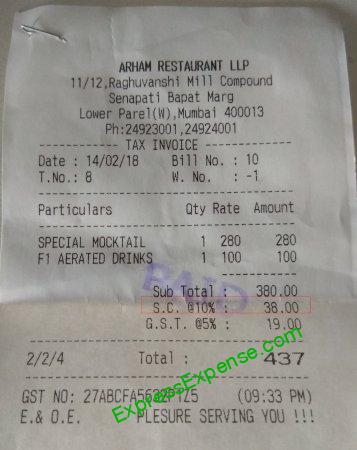 ARHAM RESTAURANT LLP
11/12,Raghuvanshi Mill Compound
Senapati Bapat Marg
Lower Parel(W),Mumbai 400013
Ph:24923001,24924001
TAX INVOICE
Date : 14/02/18 Bill No. : 10
T.No.: 8 W. No. : -1
Particulars Qty Rate Amount
SPECIAL MOCKTAIL 1 280 280
F1 AERATED DRINKS 1 100 100
PAID
Sub Total : 380.00
S.C. @10% : 38.00
G.S.T. @5% : 19.00
2/2/4 Total : 437
ExpressExpense.com
GST NO: (09:33 PM)
E.& O.E. PLESURE SERVING YOU !!!